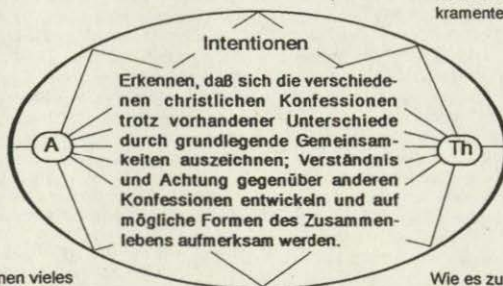 kramente
Intentionen
Erkennen, daß sich die verschiede-
nen christlichen Konfessionen
trotz vorhandener Unterschiede
durch grundlegende Gemeinsam-
keiten auszeichnen; Verständnis
und Achtung gegenüber anderen
Konfessionen entwickeln und auf
mögliche Formen des Zusammen-
lebens aufmerksam werden.
A
Th
nen vieles
Wie es zu